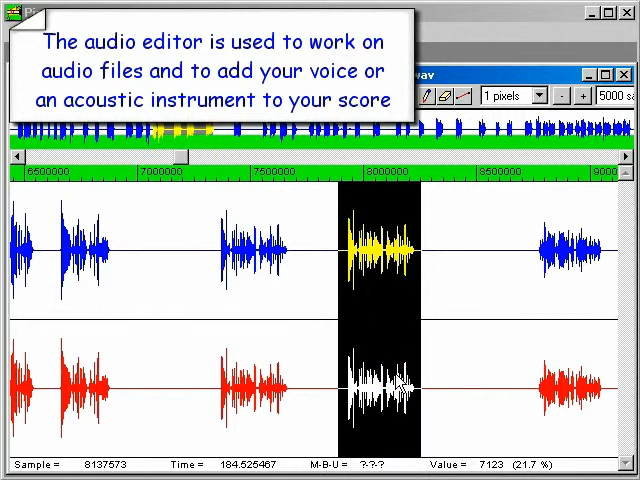 The audio editor is used to work on
audio files and to add your voice or
an acoustic instrument to your score
wav
1 pixels - + 5000 sa
6500000 7000000 7500000 8000000 8500000 9000
Sample = 8137573 Time = 184.525467 M-B-U = ?-?-? Value = 7123 (21.7 %)